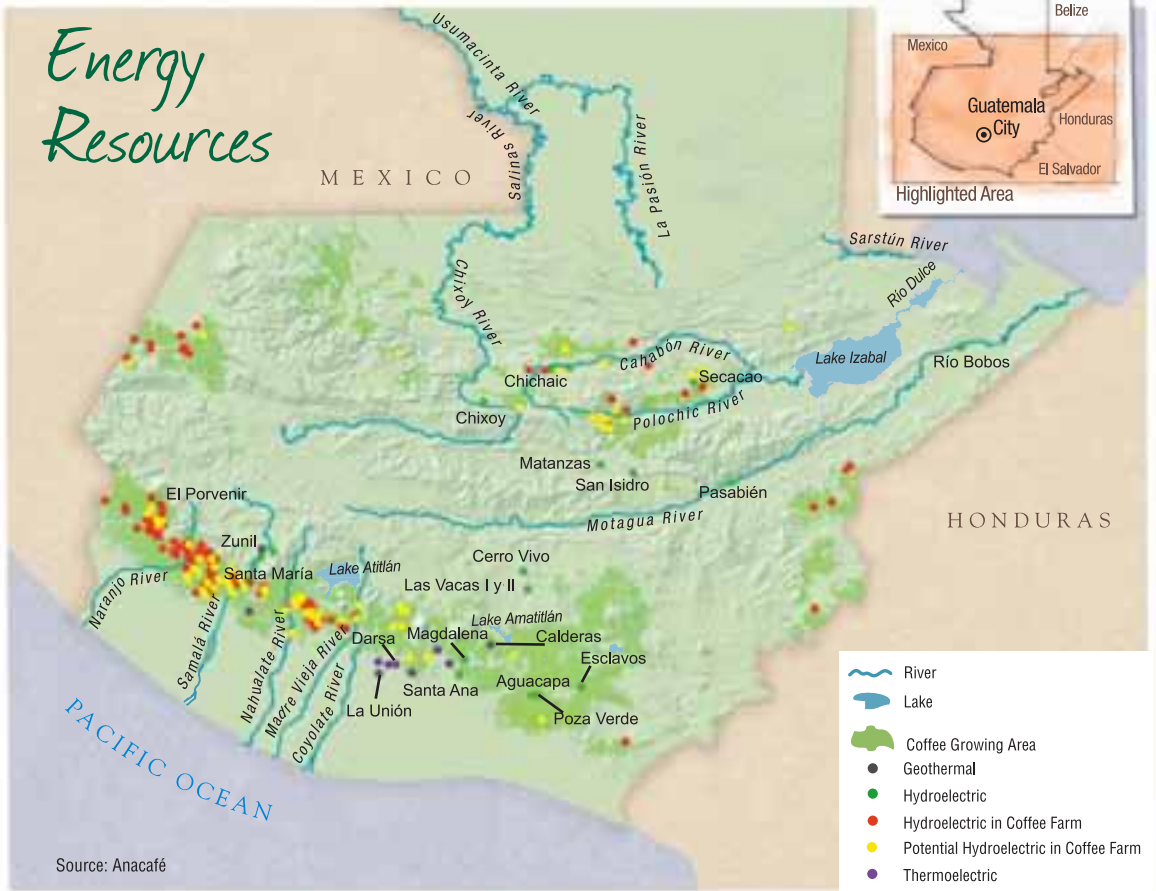 Energy
Resources
Belize
Mexico
Guatemala
City
Honduras
El Salvador
Highlighted Area
MEXICO
Usumacinta River
Salinas River
La Pasión River
Sarstún River
Río Dulce
Chixoy River
Cahabón River
Lake Izabal
Río Bobos
Chichaic
Secacao
Chixoy
Polochic River
Matanzas
San Isidro
Pasabién
El Porvenir
Motagua River
HONDURAS
Zunil
Cerro Vivo
Lake Atitlán
Santa María
Las Vacas I y II
Naranjo River
Lake Amatitlán
Samalá River
Nahualate River
Madre Vieja River
Coyolate River
Darsa
Magdalena
Calderas
Esclavos
Santa Ana
Aguacapa
La Unión
Poza Verde
PACIFIC OCEAN
River
Lake
Coffee Growing Area
Geothermal
Hydroelectric
Hydroelectric in Coffee Farm
Potential Hydroelectric in Coffee Farm
Thermoelectric
Source: Anacafé